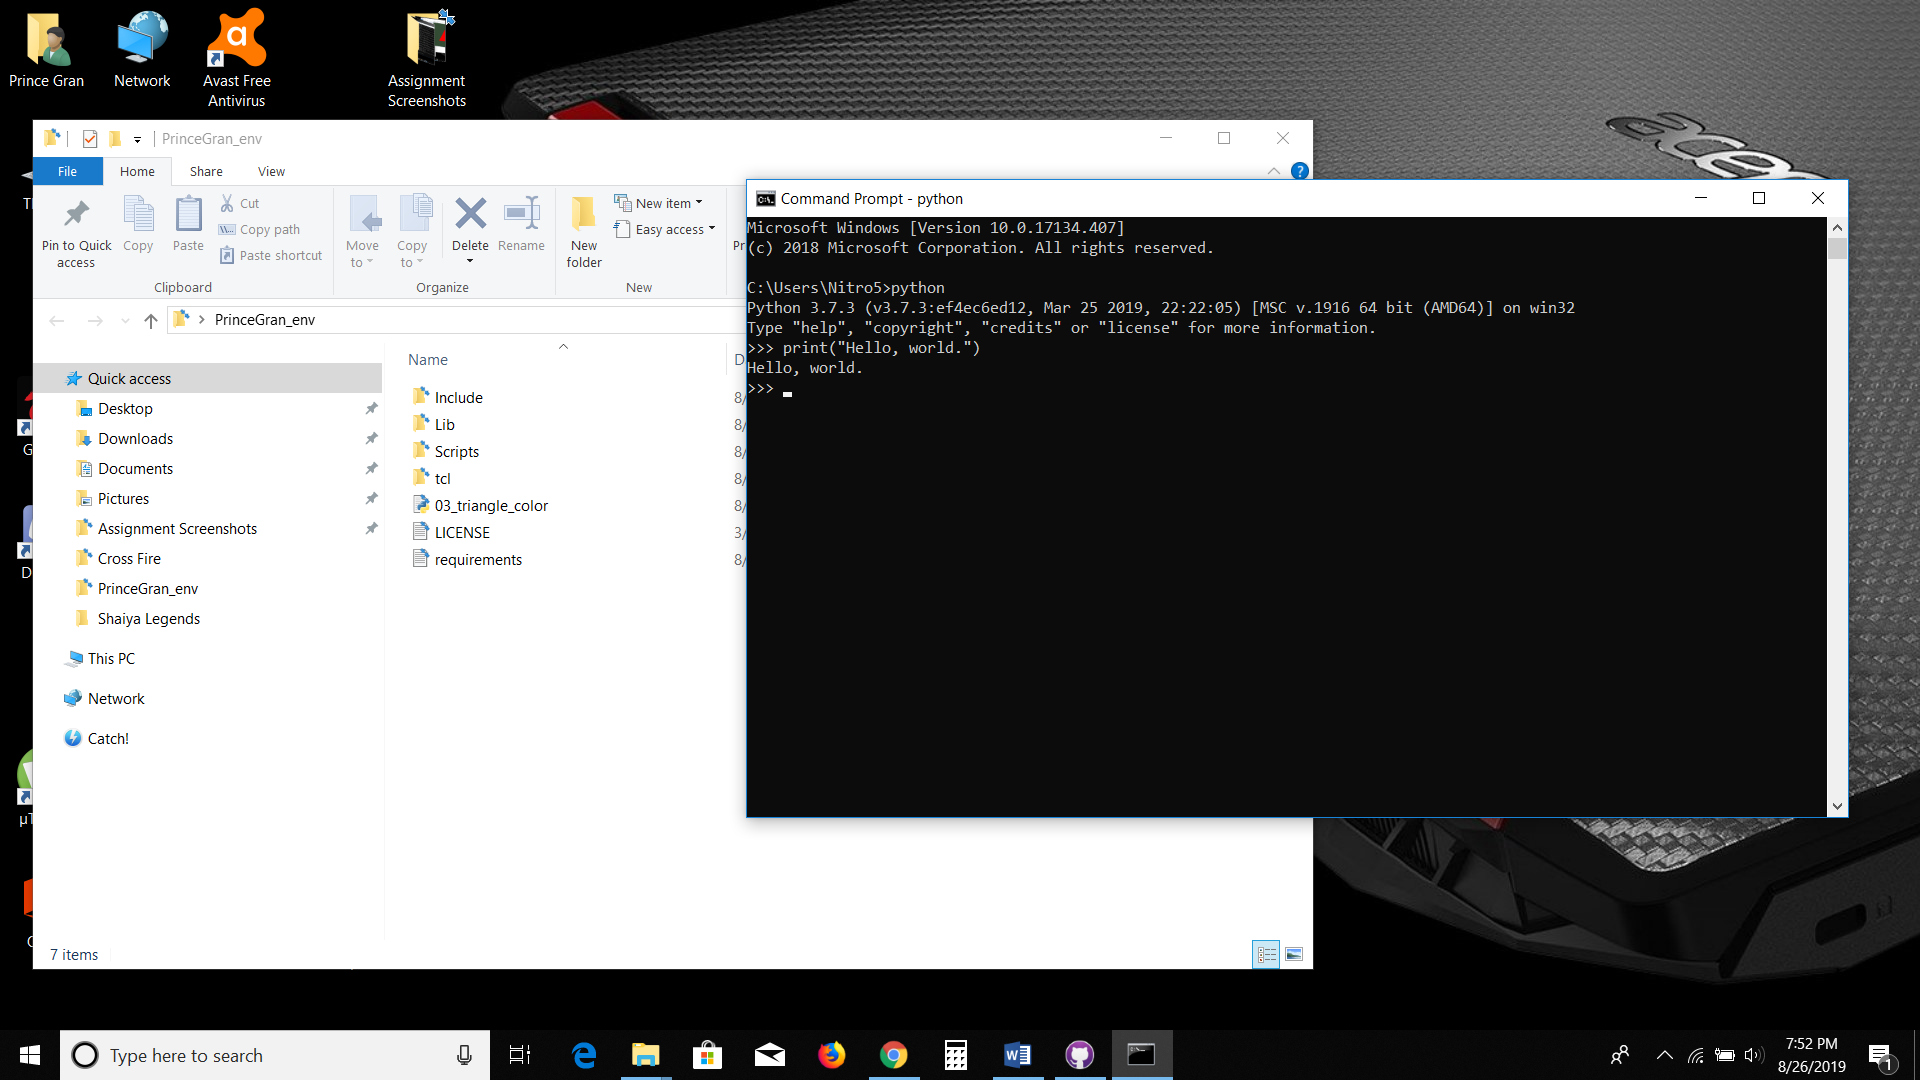 Prince Gran
Network
Avast Free
Antivirus
Assignment
Screenshots
PrinceGran_env
File
Home
Share
View
Pin to Quick
access
Copy
Paste
Cut
Copy path
Paste shortcut
Clipboard
Move
to
Copy
to
Delete
Rename
Organize
New
folder
New item
Easy access
New
PrinceGran_env
Name
Quick access
Desktop
Downloads
Documents
Pictures
Assignment Screenshots
Cross Fire
PrinceGran_env
Shaiya Legends
This PC
Network
Catch!
Include
Lib
Scripts
tcl
03_triangle_color
LICENSE
requirements
7 items
Command Prompt - python
Microsoft Windows [Version 10.0.17134.407]
(c) 2018 Microsoft Corporation. All rights reserved.
C:\Users\Nitro5>python
Python 3.7.3 (v3.7.3:ef4ec6ed12, Mar 25 2019, 22:22:05) [MSC v.1916 64 bit (AMD64)] on win32
Type "help", "copyright", "credits" or "license" for more information.
>>> print("Hello, world.")
Hello, world.
>>>
Type here to search
7:52 PM
8/26/2019
1